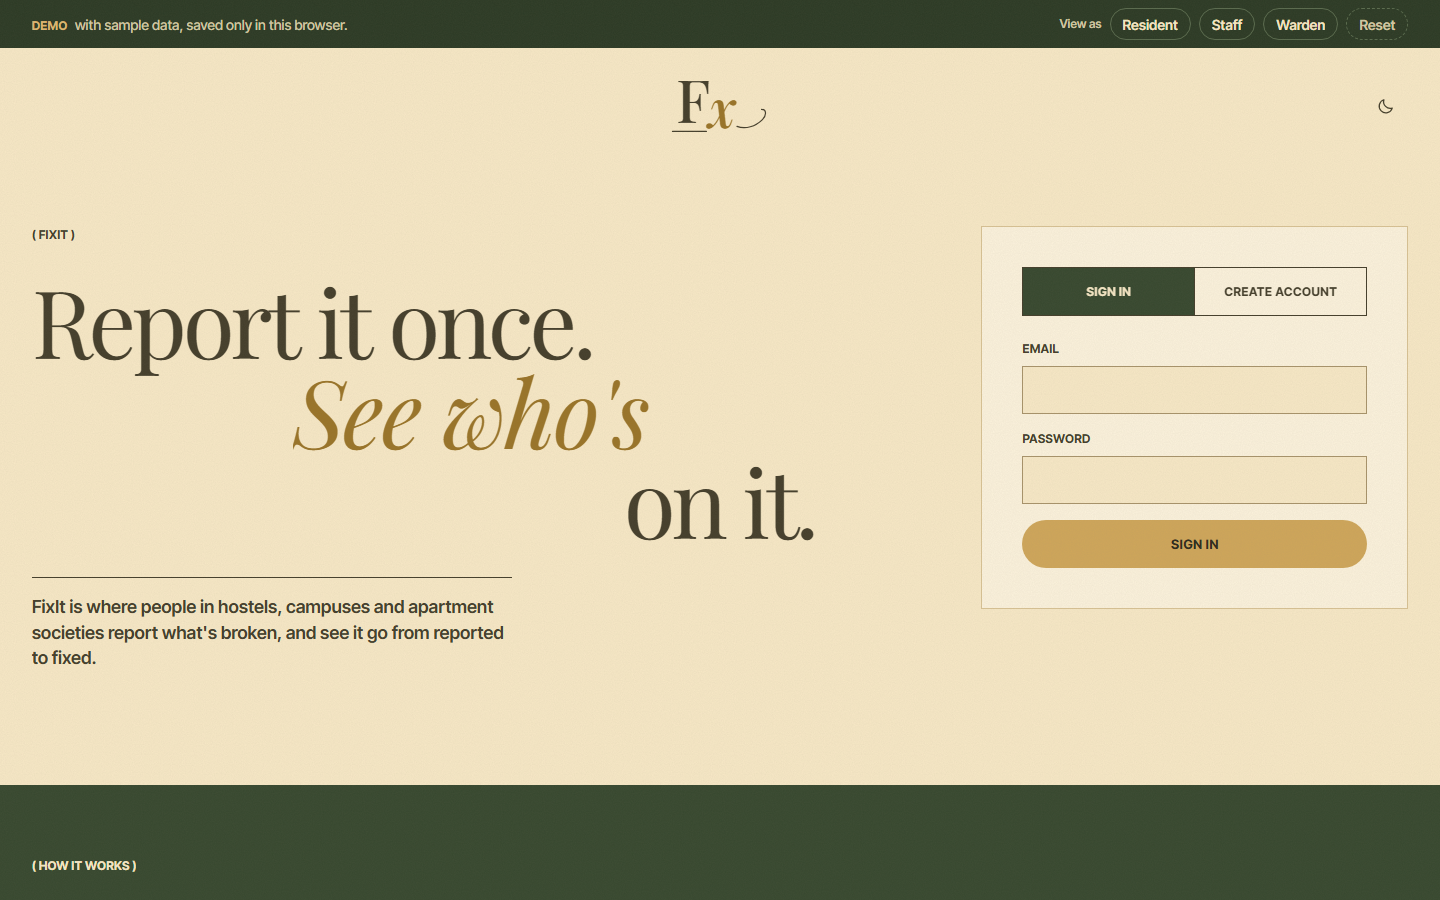 DEMO with sample data, saved only in this browser.
View as Resident Staff Warden Reset
Fx
( FIXIT )
Report it once.
See who's
on it.
FixIt is where people in hostels, campuses and apartment
societies report what's broken, and see it go from reported
to fixed.
SIGN IN CREATE ACCOUNT
EMAIL
PASSWORD
SIGN IN
( HOW IT WORKS )